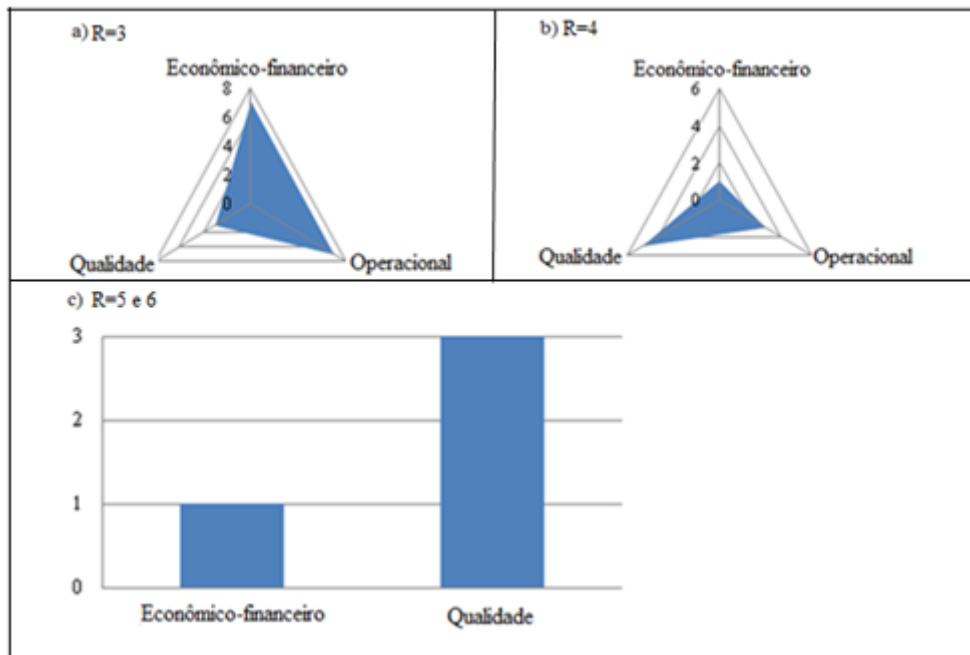 a) R=3
Econômico-financeiro
8
6
4
2
0
Qualidade
Operacional
b) R=4
Econômico-financeiro
6
4
2
0
Qualidade
Operacional
c) R=5 e 6
3
2
1
0
Econômico-financeiro
Qualidade